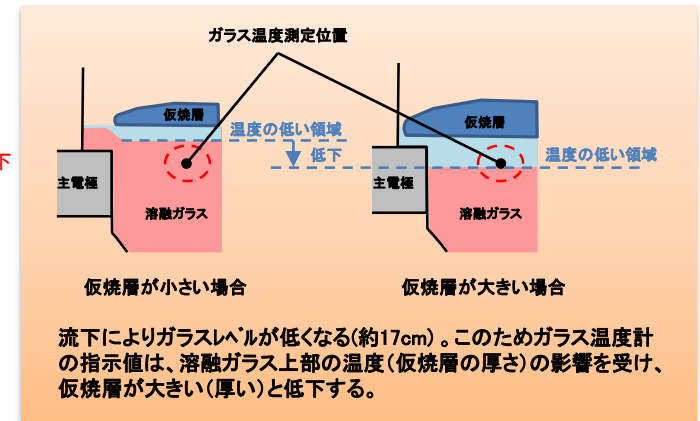 ガラス温度測定位置
仮焼層
温度の低い領域
低下
主電極
溶融ガラス
仮焼層が小さい場合
仮焼層
温度の低い領域
主電極
溶融ガラス
仮焼層が大きい場合
下
流下によりガラスレベルが低くなる(約17cm)。このためガラス温度計
の指示値は、溶融ガラス上部の温度(仮焼層の厚さ)の影響を受け、
仮焼層が大きい(厚い)と低下する。